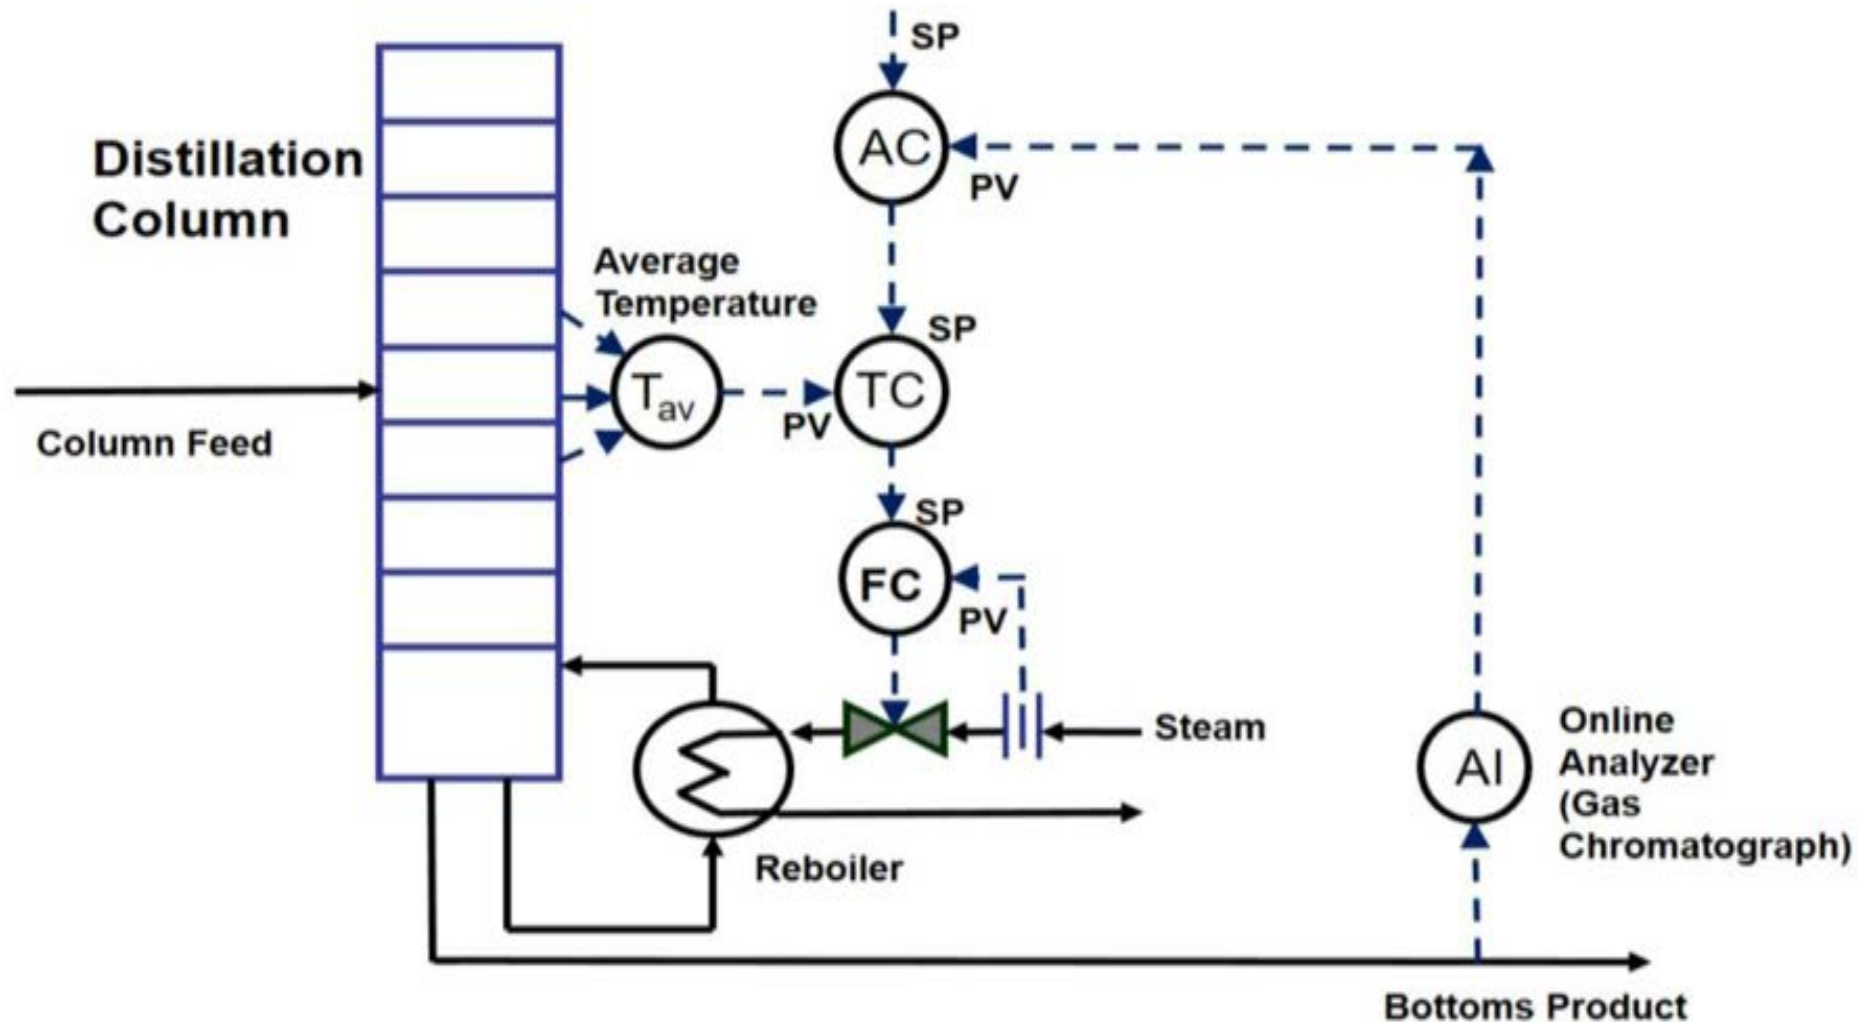 SP
AC
PV
Distillation
Column
Average
Temperature
SP
T_av
PV
TC
Column Feed
SP
FC
PV
Steam
Online
Analyzer
(Gas
Chromatograph)
AI
Reboiler
Bottoms Product